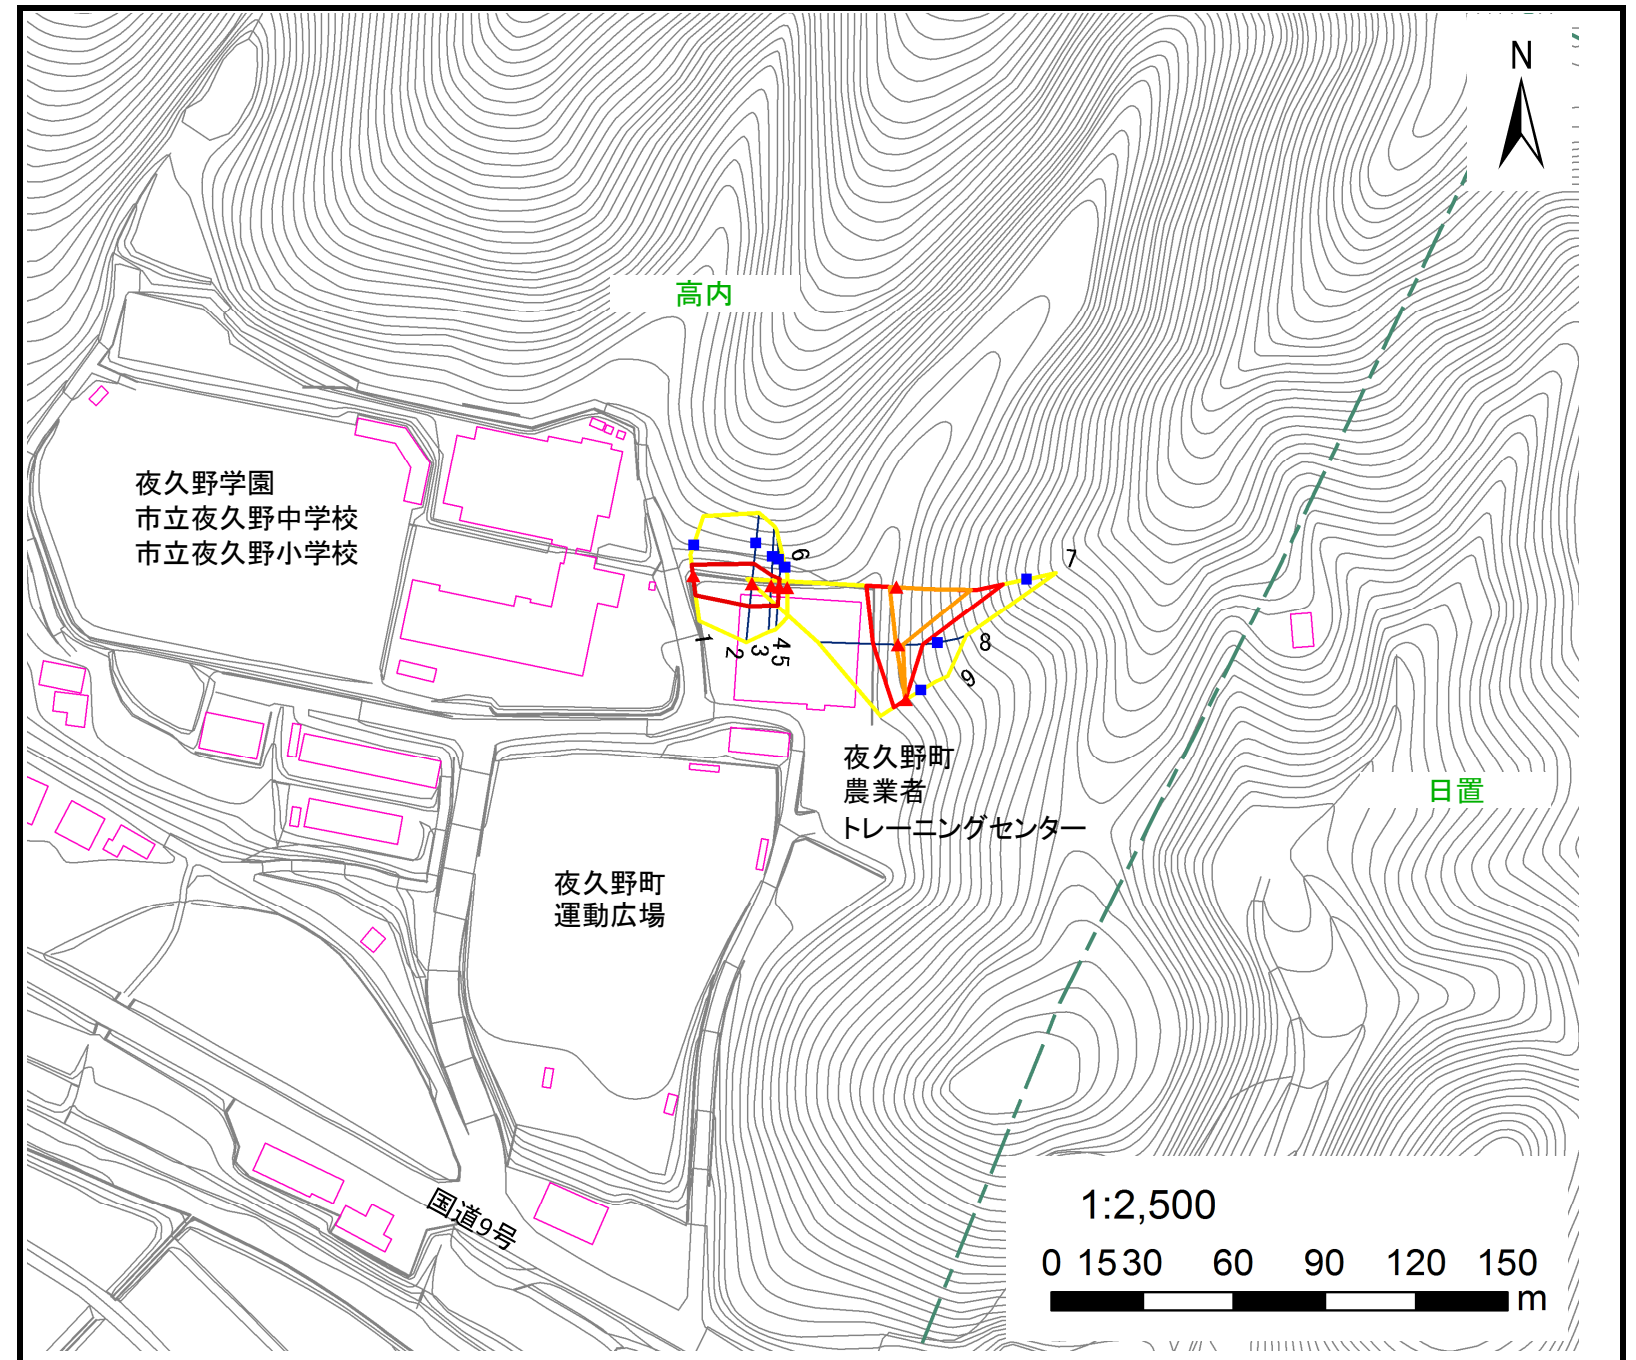 N
高内
夜久野学園
市立夜久野中学校
市立夜久野小学校
6
7
1
2
3
4
5
8
9
夜久野町
農業者
トレーニングセンター
日置
夜久野町
運動広場
国道9号
1:2,500
0 15 30 60 90 120 150
m